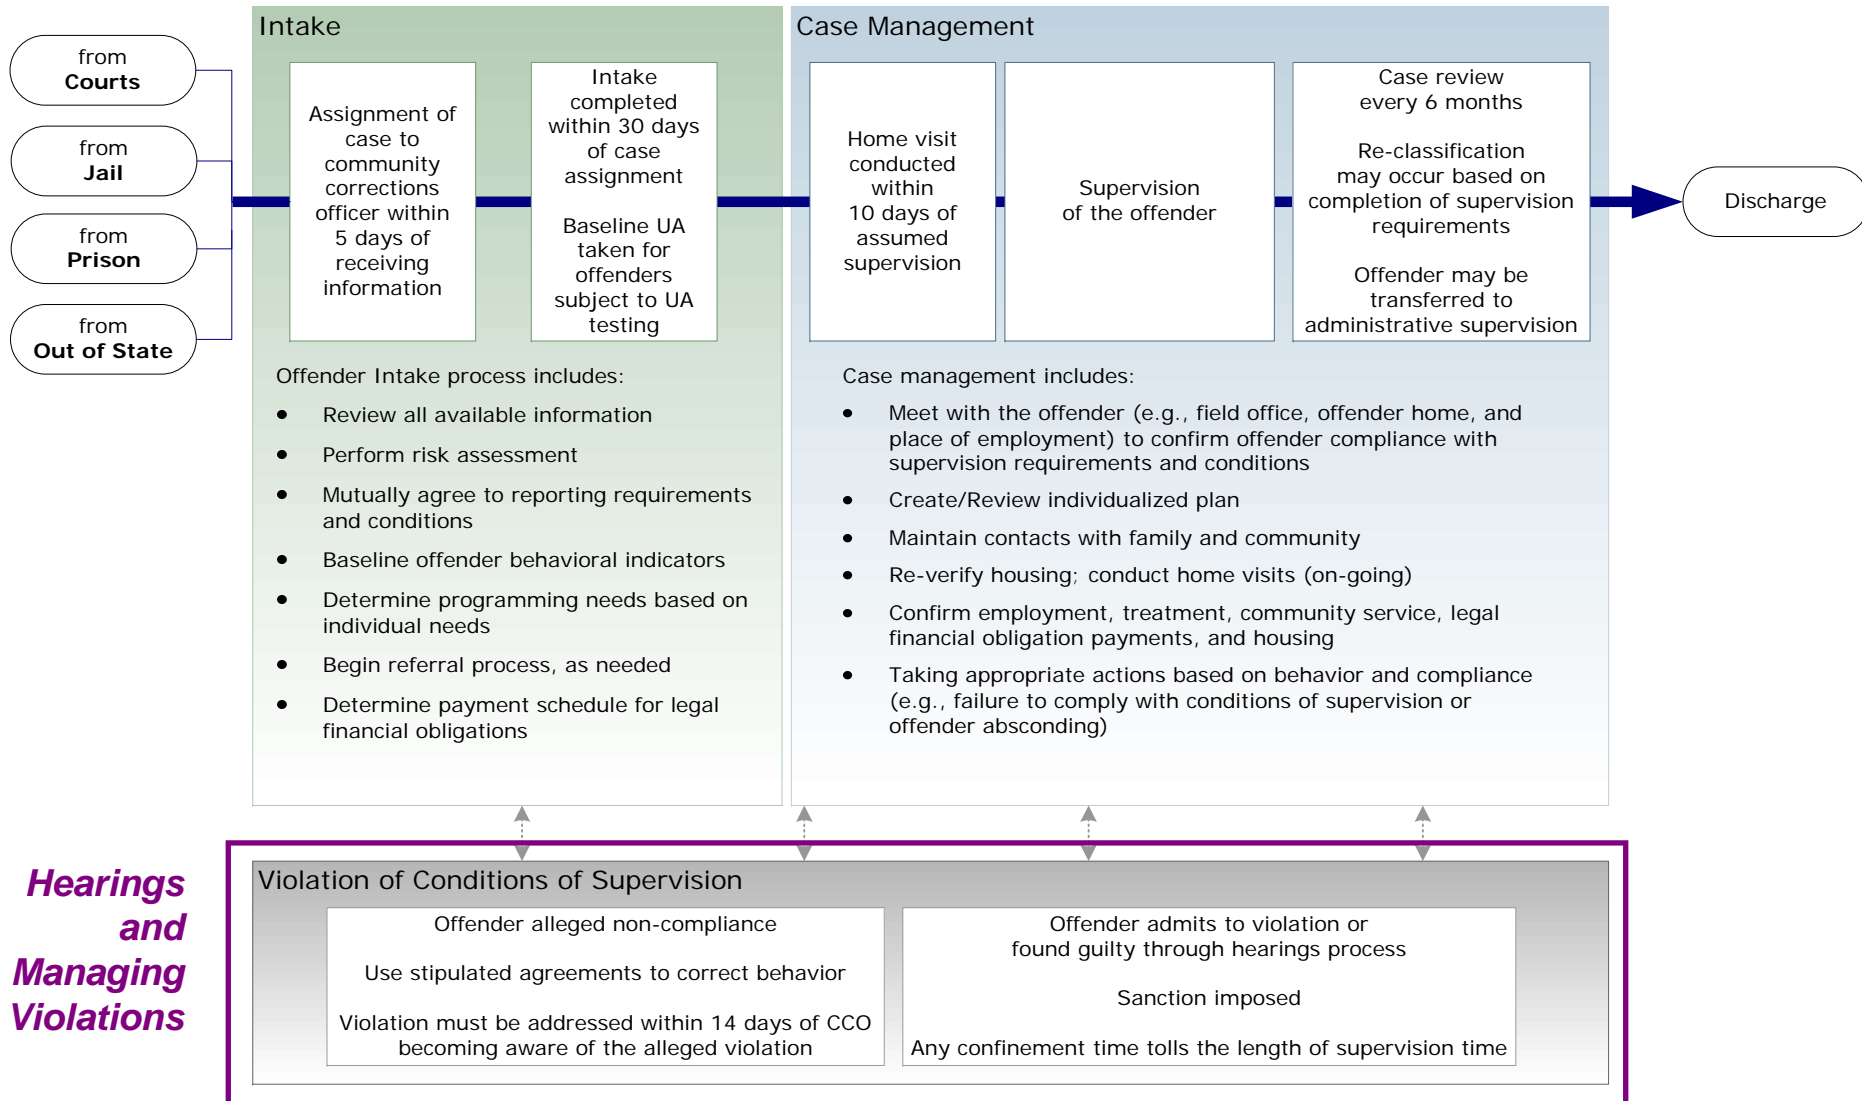 from
Courts
from
Jail
from
Prison
from
Out of State
Intake
Assignment of
case to
community
corrections
officer within
5 days of
receiving
information
Intake
completed
within 30 days
of case
assignment
Baseline UA
taken for
offenders
subject to UA
testing
Offender Intake process includes:
• Review all available information
• Perform risk assessment
• Mutually agree to reporting requirements
and conditions
• Baseline offender behavioral indicators
• Determine programming needs based on
individual needs
• Begin referral process, as needed
• Determine payment schedule for legal
financial obligations
Case Management
Home visit
conducted
within
10 days of
assumed
supervision
Supervision
of the offender
Case review
every 6 months
Re-classification
may occur based on
completion of supervision
requirements
Offender may be
transferred to
administrative supervision
Case management includes:
• Meet with the offender (e.g., field office, offender home, and
place of employment) to confirm offender compliance with
supervision requirements and conditions
• Create/Review individualized plan
• Maintain contacts with family and community
• Re-verify housing; conduct home visits (on-going)
• Confirm employment, treatment, community service, legal
financial obligation payments, and housing
• Taking appropriate actions based on behavior and compliance
(e.g., failure to comply with conditions of supervision or
offender absconding)
Discharge
Hearings
and
Managing
Violations
Violation of Conditions of Supervision
Offender alleged non-compliance
Use stipulated agreements to correct behavior
Violation must be addressed within 14 days of CCO
becoming aware of the alleged violation
Offender admits to violation or
found guilty through hearings process
Sanction imposed
Any confinement time tolls the length of supervision time